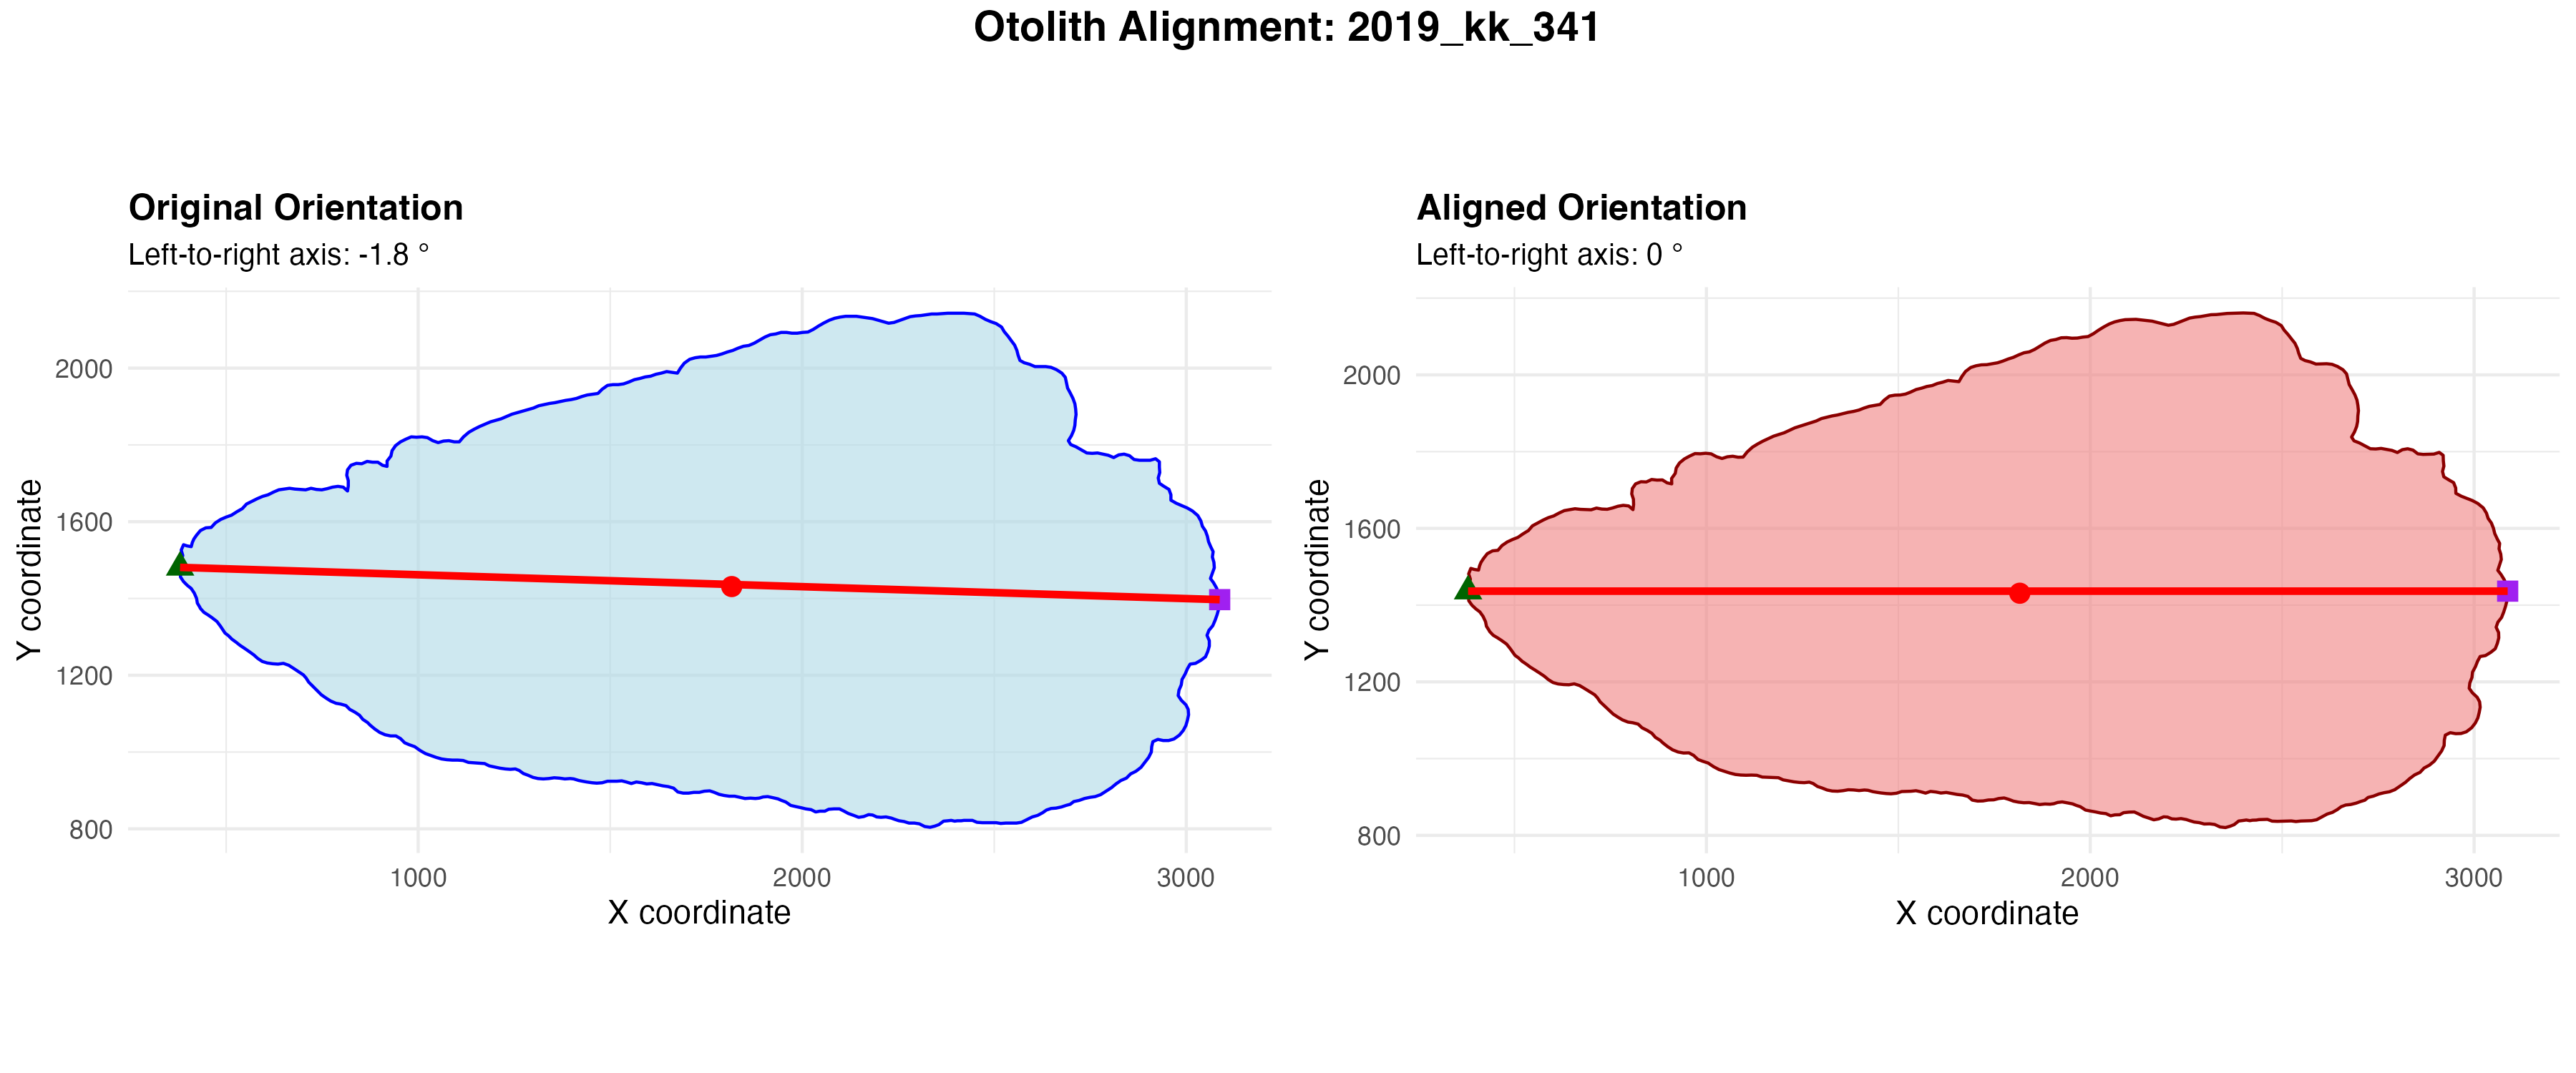 Otolith Alignment: 2019_kk_341
Original Orientation
Left-to-right axis: -1.8 °
2000
1600
1200
800
Y coordinate
1000
2000
3000
X coordinate
Aligned Orientation
Left-to-right axis: 0 °
2000
1600
1200
800
Y coordinate
1000
2000
3000
X coordinate